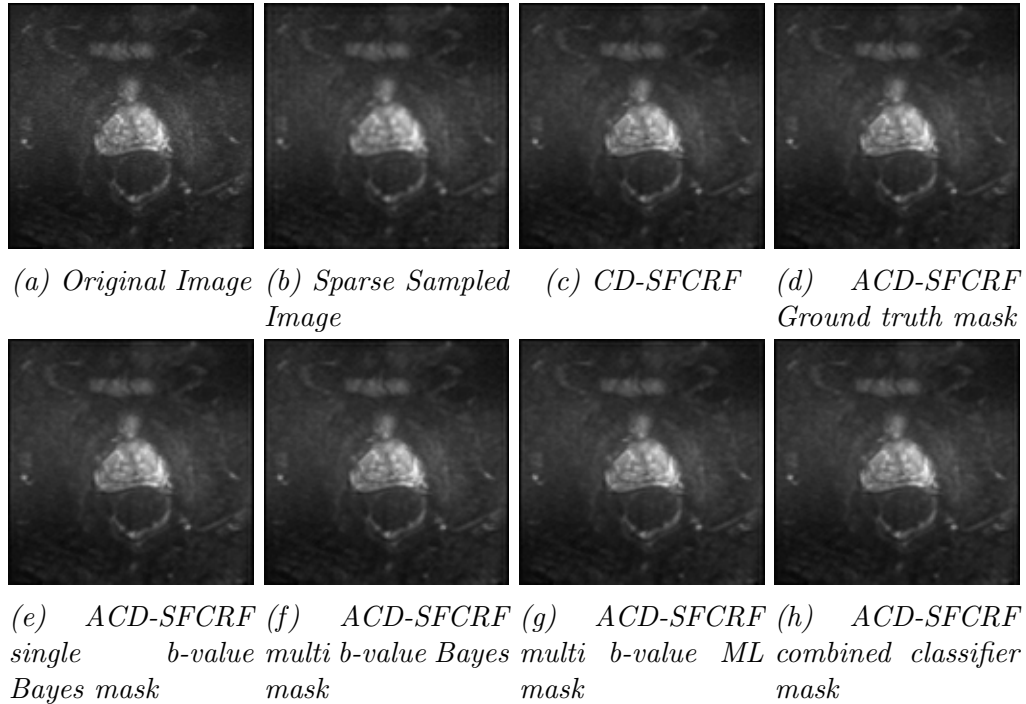 (a) Original Image
(b) Sparse Sampled
Image
(c) CD-SFCRF
(d) ACD-SFCRF
Ground truth mask
(e) ACD-SFCRF
single b-value
Bayes mask
(f) ACD-SFCRF
multi b-value Bayes
mask
(g) ACD-SFCRF
multi b-value ML
mask
(h) ACD-SFCRF
combined classifier
mask